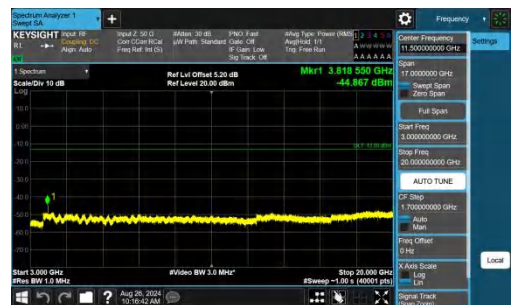 Spectrum Analyzer 1
Swept SA
+
Frequency
KEYSIGHT Input: RF
Input Z: 50 Ω
#Atten: 30 dB
PNO: Fast
#Avg Type: Power (RMS)
1 2 3 4 5 6
Coupling: DC
Corr CCorr RCal
µW Path: Standard
Gate: Off
Avg|Hold: 1/1
Align: Auto
Freq Ref: Int (S)
IF Gain: Low
Trig: Free Run
Sig Track: Off
A A A A A A
Center Frequency
11.500000000 GHz
Settings
1 Spectrum
Ref Lvl Offset 5.20 dB
Mkr1 3.818 550 GHz
Scale/Div 10 dB
Ref Level 20.00 dBm
-44.867 dBm
Log
Span
17.0000000 GHz
Swept Span
Zero Span
Full Span
Start Freq
3.000000000 GHz
Stop Freq
20.000000000 GHz
AUTO TUNE
CF Step
1.700000000 GHz
Auto
Man
Freq Offset
0 Hz
X Axis Scale
Log
Lin
Local
Signal Track
(Span Zoom)
10.0
0.00
-10.0
-20.0
-30.0
-40.0
-50.0
-60.0
-70.0
1
Start 3.000 GHz
#Video BW 3.0 MHz*
Stop 20.000 GHz
#Res BW 1.0 MHz
#Sweep ~1.00 s (40001 pts)
Aug 26, 2024
10:16:42 AM